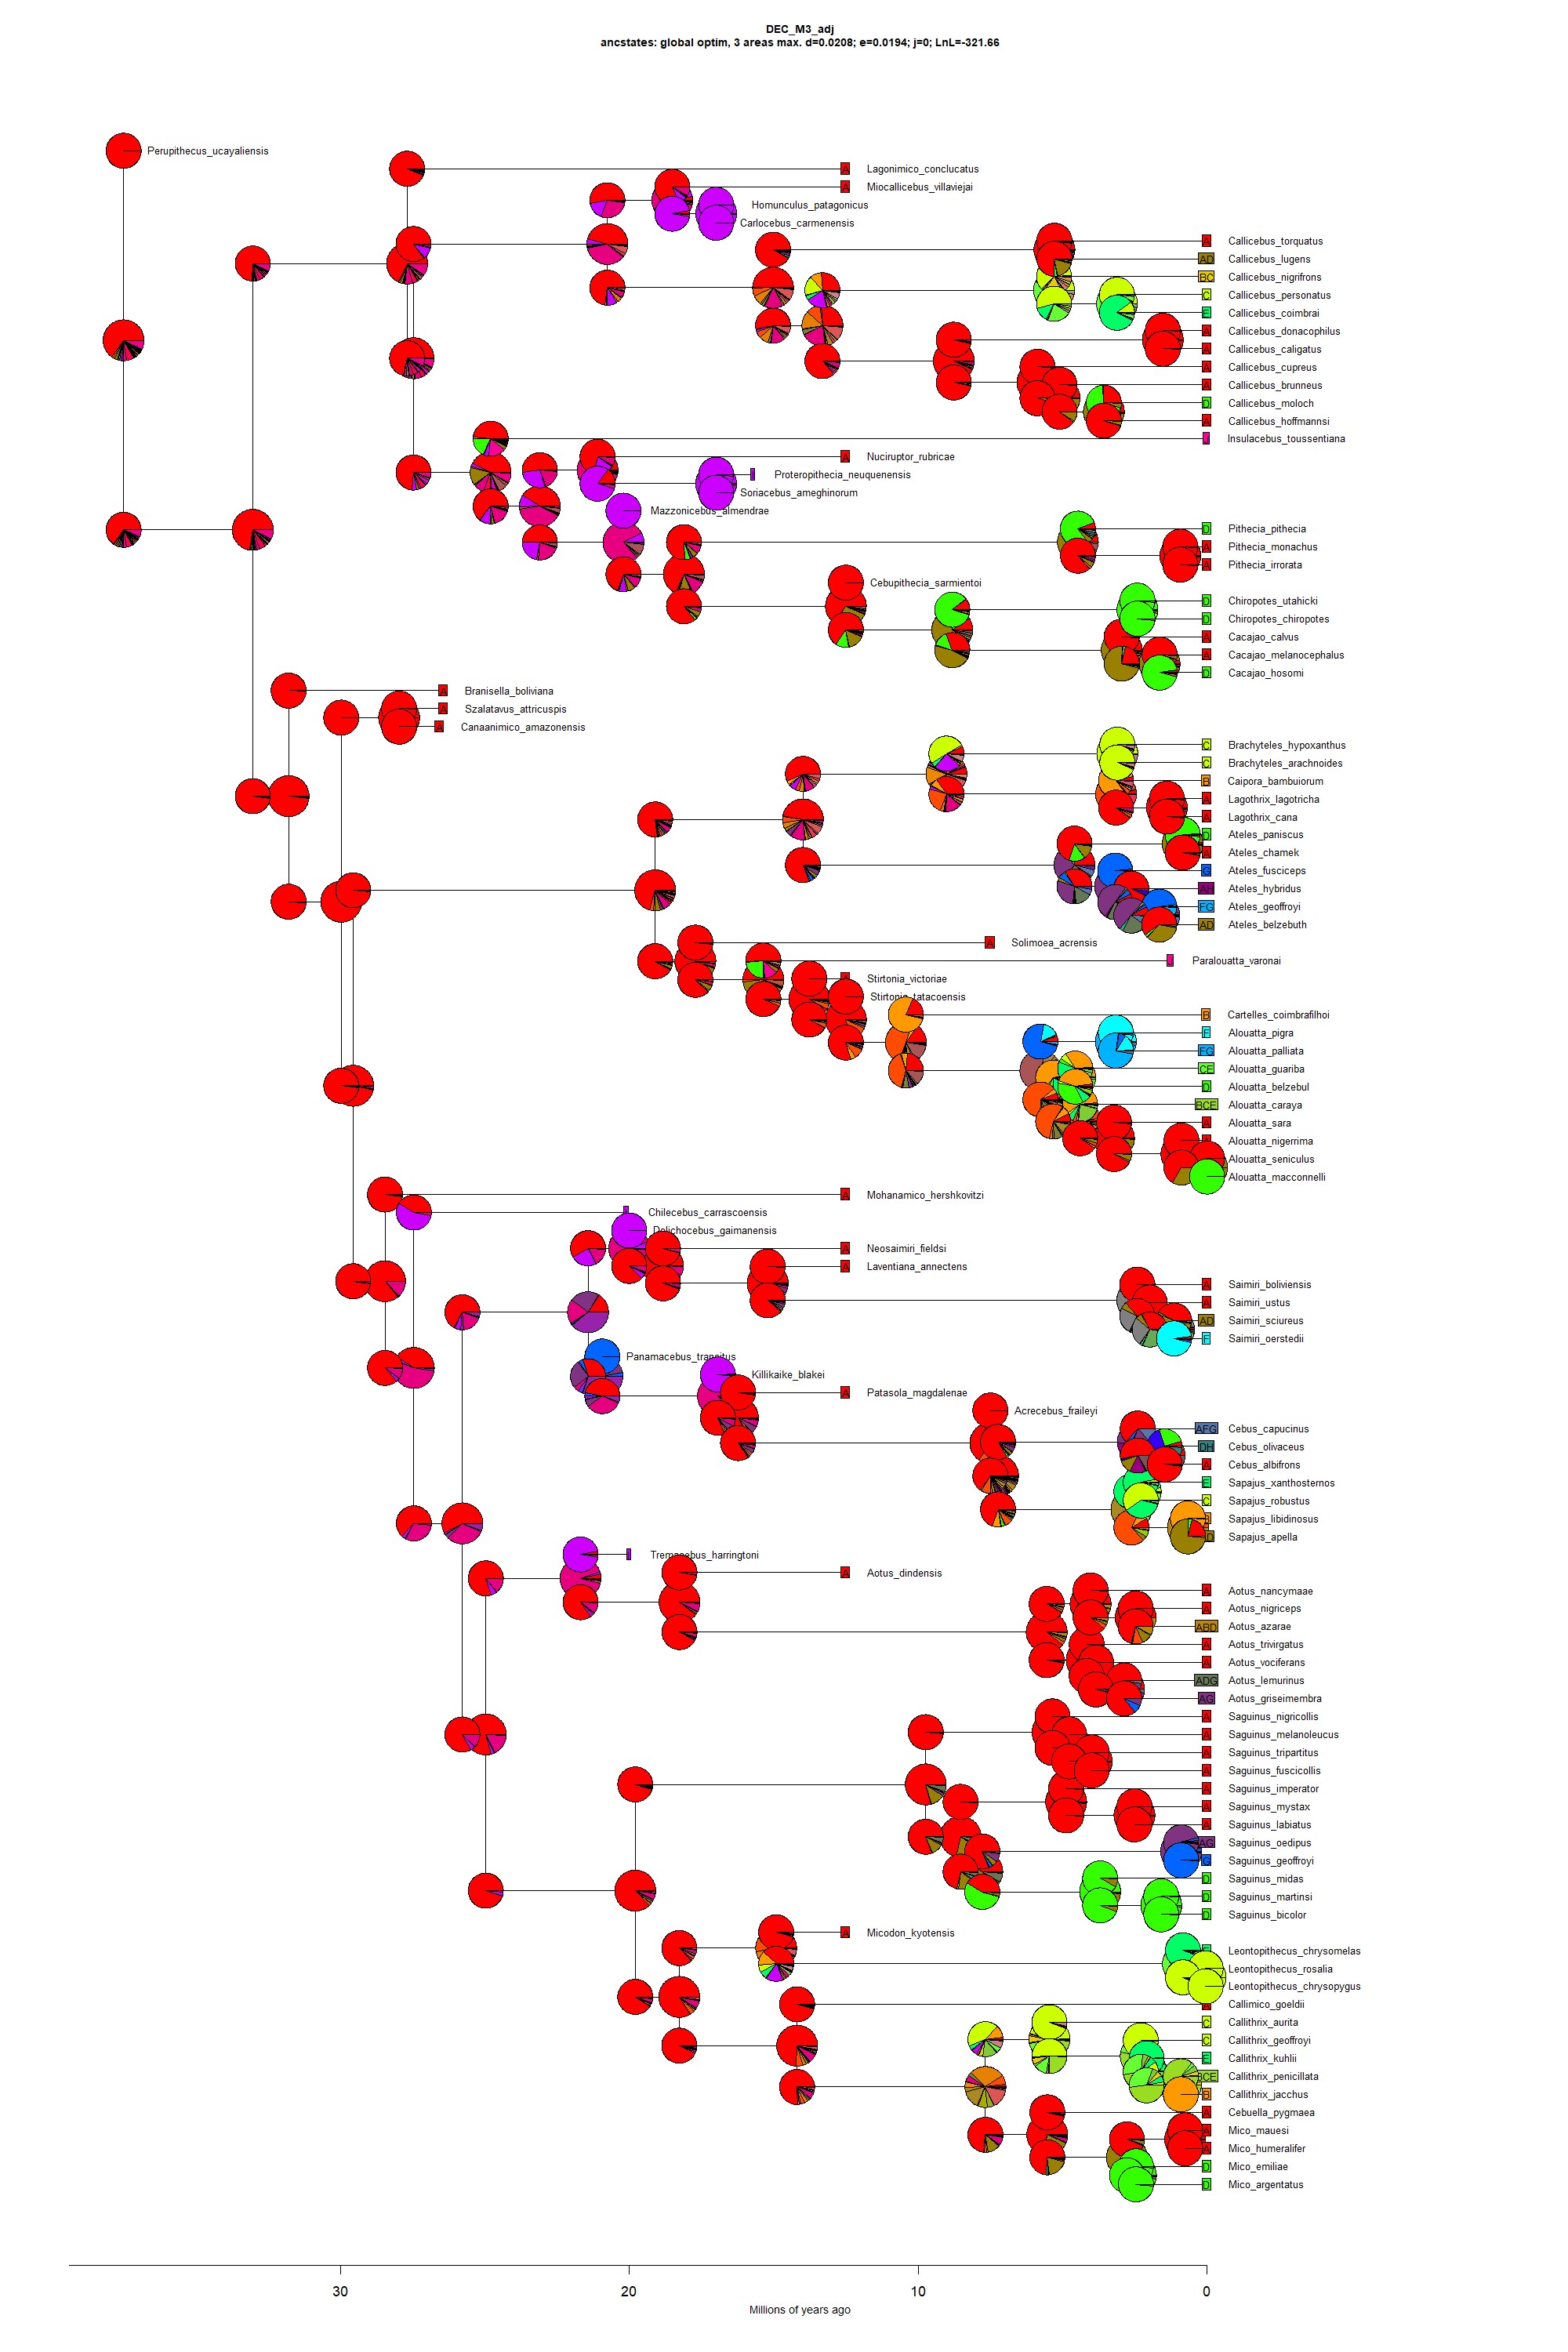 DEC_M3_adj
ancstates: global optim, 3 areas max. d=0.0208; e=0.0194; j=0; LnL=-321.66
Perupithecus_ucayaliensis
A Lagonimico_conclucatus
A Miocallicebus_villaviejai
Homunculus_patagonicus
Carlocebus_carmenensis
A Callicebus_torquatus
AD Callicebus_lugens
BC Callicebus_nigrifrons
C Callicebus_personatus
E Callicebus_coimbrai
A Callicebus_donacophilus
A Callicebus_caligatus
A Callicebus_cupreus
A Callicebus_brunneus
D Callicebus_moloch
A Callicebus_hoffmannsi
Insulacebus_toussentiana
A Nuciruptor_rubricae
Proteropithecia_neuquenensis
Soriacebus_ameghinorum
Mazzonicebus_almendrae
D Pithecia_pithecia
A Pithecia_monachus
A Pithecia_irrorata
Cebupithecia_sarmientoi
D Chiropotes_utahicki
D Chiropotes_chiropotes
A Cacajao_calvus
A Cacajao_melanocephalus
D Cacajao_hosomi
A Branisella_boliviana
A Szalatavus_attricuspis
A Canaanimico_amazonensis
C Brachyteles_hypoxanthus
C Brachyteles_arachnoides
B Caipora_bambuiorum
A Lagothrix_lagotricha
A Lagothrix_cana
D Ateles_paniscus
A Ateles_chamek
G Ateles_fusciceps
AH Ateles_hybridus
FG Ateles_geoffroyi
AD Ateles_belzebuth
A Solimoea_acrensis
Paralouatta_varonai
A Stirtonia_victoriae
Stirtonia_tatacoensis
B Cartelles_coimbrafilhoi
F Alouatta_pigra
FG Alouatta_palliata
CE Alouatta_guariba
D Alouatta_belzebul
BCE Alouatta_caraya
A Alouatta_sara
A Alouatta_nigerrima
Alouatta_seniculus
Alouatta_macconnelli
A Mohanamico_hershkovitzi
Chilecebus_carrascoensis
Dolichocebus_gaimanensis
A Neosaimiri_fieldsi
A Laventiana_annectens
A Saimiri_boliviensis
A Saimiri_ustus
AD Saimiri_sciureus
F Saimiri_oerstedii
Panamacebus_transitus
Killikaike_blakei
A Patasola_magdalenae
Acrecebus_fraileyi
AFG Cebus_capucinus
DH Cebus_olivaceus
A Cebus_albifrons
E Sapajus_xanthosternos
C Sapajus_robustus
B Sapajus_libidinosus
D Sapajus_apella
Tremacebus_harringtoni
A Aotus_dindensis
A Aotus_nancymaae
A Aotus_nigriceps
ABD Aotus_azarae
A Aotus_trivirgatus
A Aotus_vociferans
ADG Aotus_lemurinus
AG Aotus_griseimembra
A Saguinus_nigricollis
A Saguinus_melanoleucus
A Saguinus_tripartitus
A Saguinus_fuscicollis
A Saguinus_imperator
A Saguinus_mystax
A Saguinus_labiatus
AG Saguinus_oedipus
G Saguinus_geoffroyi
D Saguinus_midas
D Saguinus_martinsi
D Saguinus_bicolor
A Micodon_kyotensis
E Leontopithecus_chrysomelas
Leontopithecus_rosalia
Leontopithecus_chrysopygus
A Callimico_goeldii
C Callithrix_aurita
C Callithrix_geoffroyi
E Callithrix_kuhlii
BCE Callithrix_penicillata
B Callithrix_jacchus
A Cebuella_pygmaea
A Mico_mauesi
A Mico_humeralifer
D Mico_emiliae
D Mico_argentatus
30 20 10 0
Millions of years ago